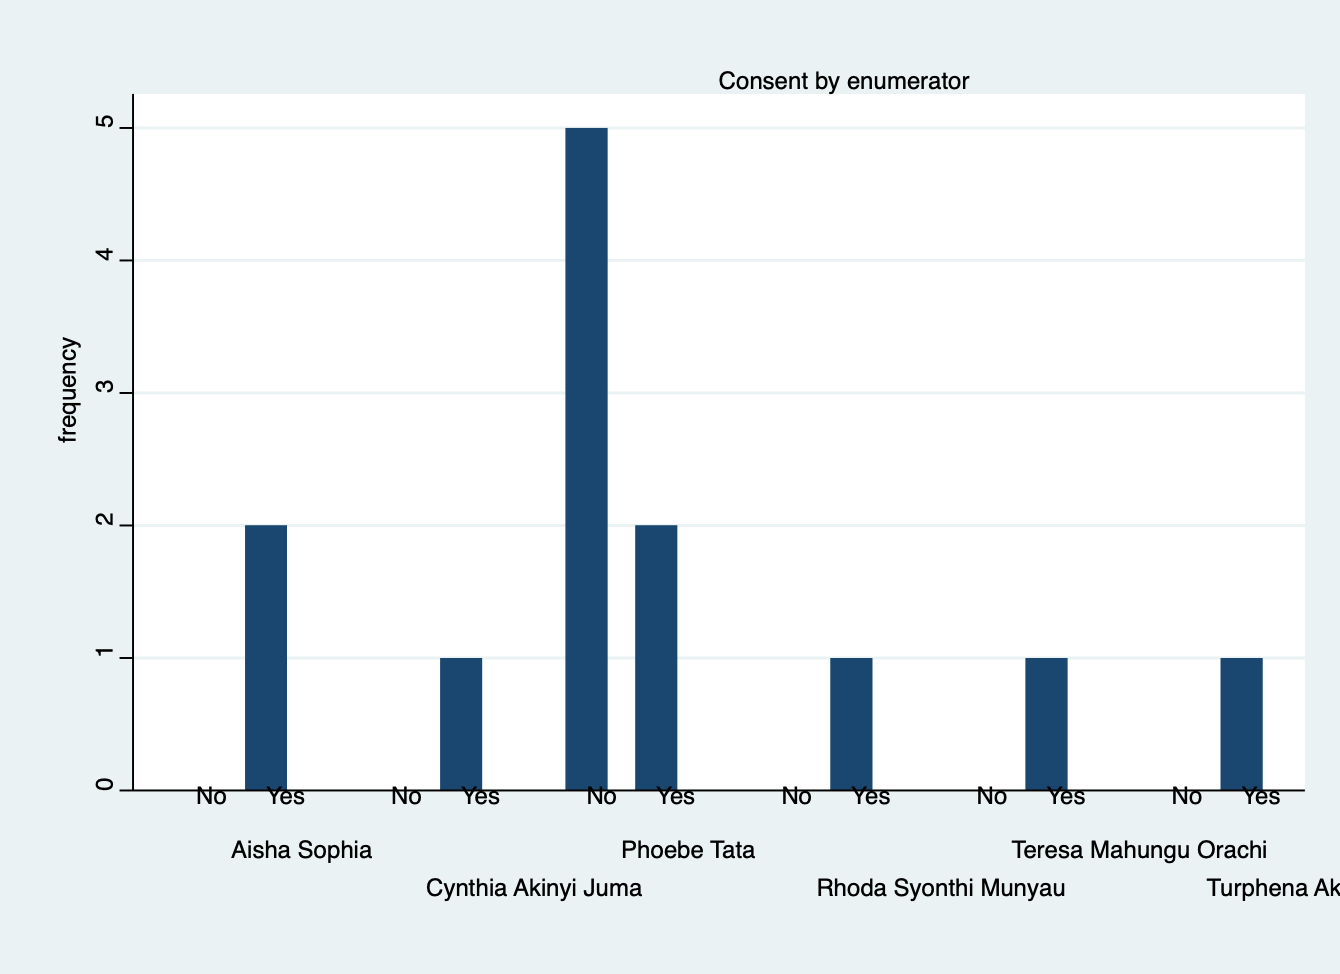 Consent by enumerator
frequency
5
4
3
2
1
0
No Yes No Yes No Yes No Yes No Yes No Yes
Aisha Sophia Phoebe Tata Teresa Mahungu Orachi
Cynthia Akinyi Juma Rhoda Syonthi Munyau Turphena